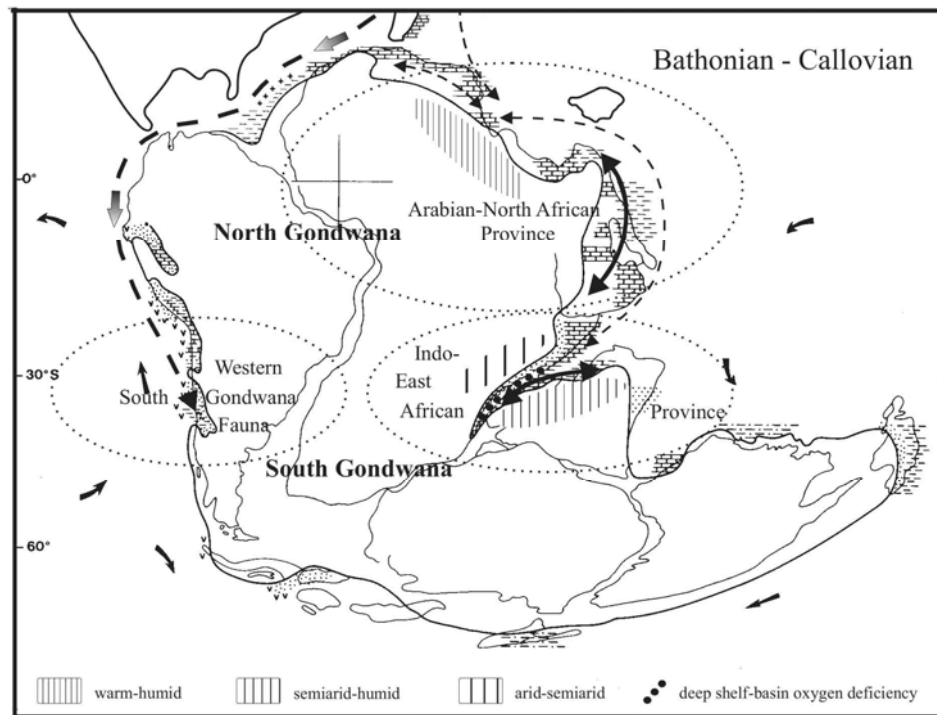 Bathonian - Callovian
0°
Arabian-North African
Province
North Gondwana
30°S
South
Western
Gondwana
Fauna
Indo-
East
African
Province
South Gondwana
60°
warm-humid
semiarid-humid
arid-semiarid
deep shelf-basin oxygen deficiency